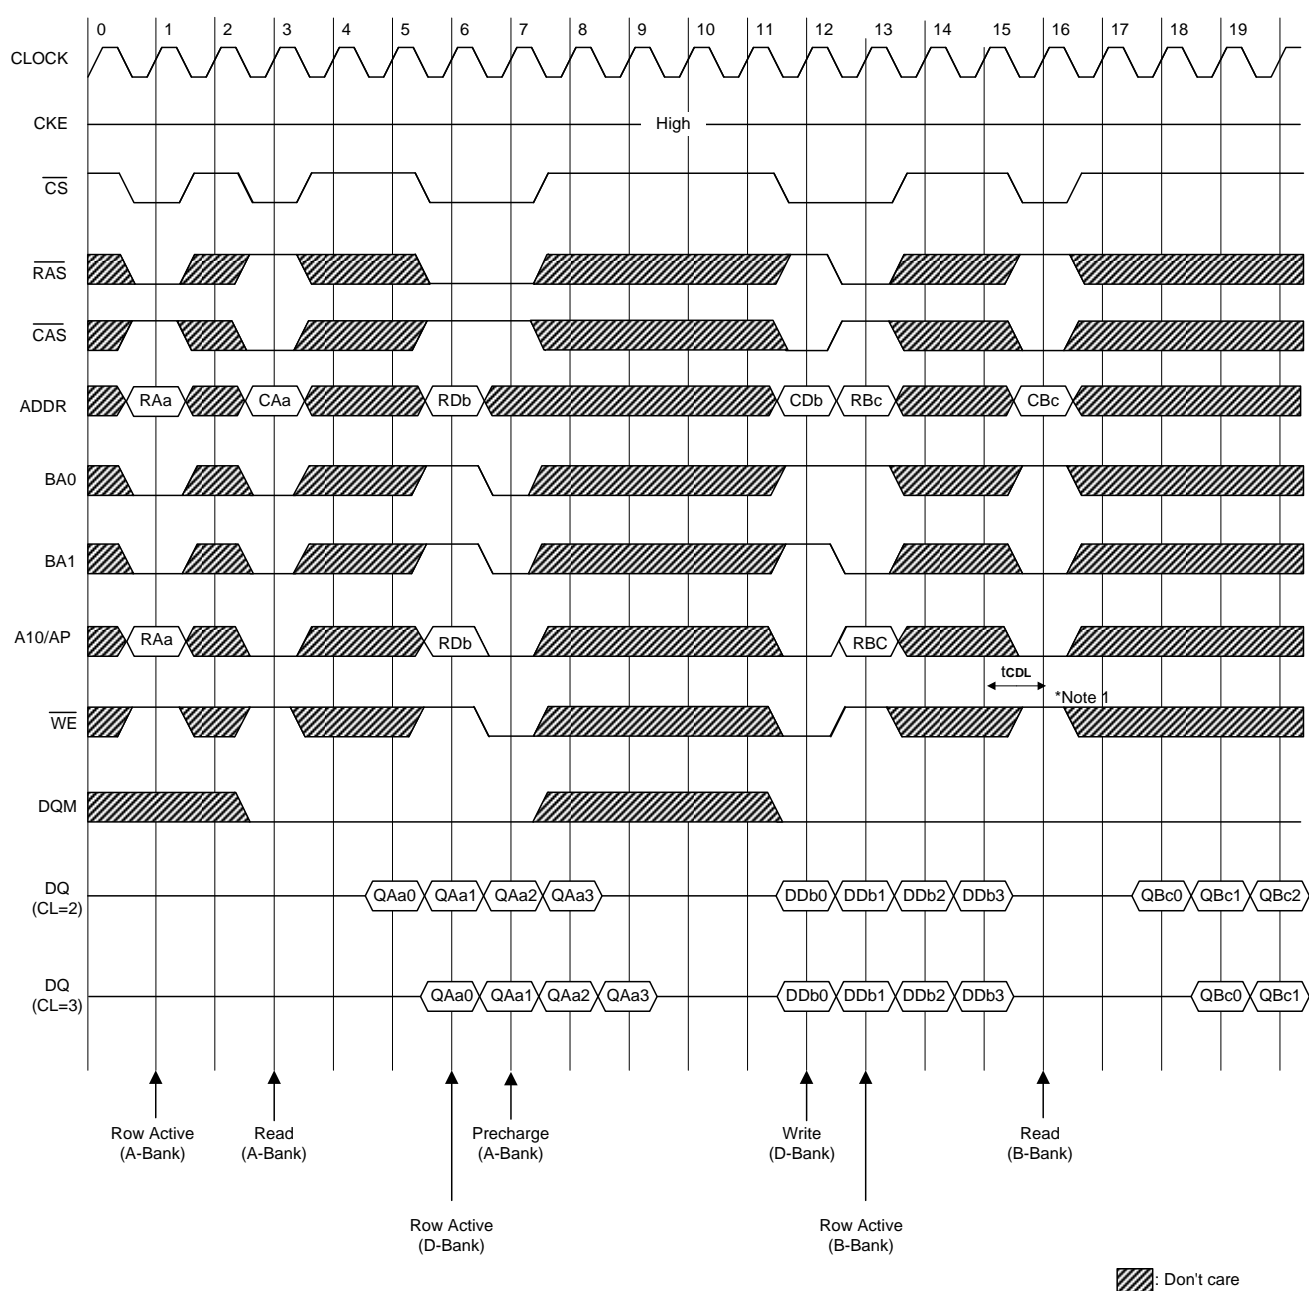 0 1 2 3 4 5 6 7 8 9 10 11 12 13 14 15 16 17 18 19
CLOCK
CKE High
CS
RAS
CAS
ADDR RAa CAa RDb CDb RBc CBc
BA0
BA1
A10/AP RAa RDb RBC
tCDL
*Note 1
WE
DQM
DQ
(CL=2) QAa0 QAa1 QAa2 QAa3 DDb0 DDb1 DDb2 DDb3 QBc0 QBc1 QBc2
DQ
(CL=3) QAa0 QAa1 QAa2 QAa3 DDb0 DDb1 DDb2 DDb3 QBc0 QBc1
Row Active
(A-Bank)
Read
(A-Bank)
Precharge
(A-Bank)
Write
(D-Bank)
Read
(B-Bank)
Row Active
(D-Bank)
Row Active
(B-Bank)
: Don't care